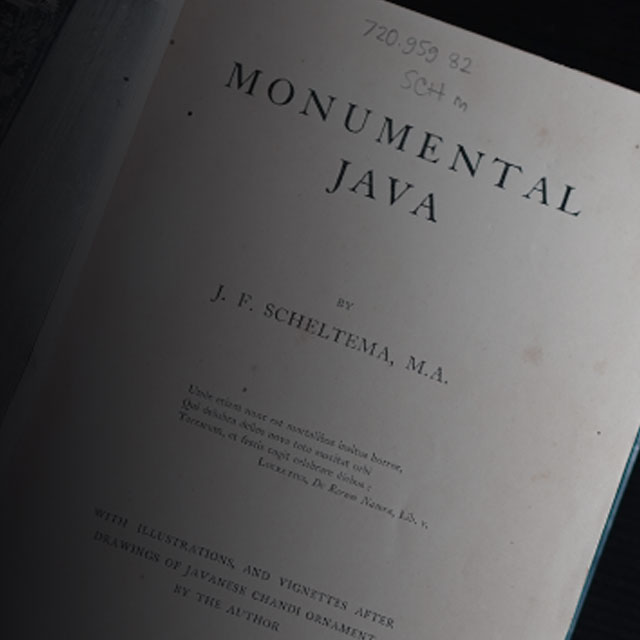 720.959 82
SCH m
MONUMENTAL
JAVA
BY
J. F. SCHELTEMA, M.A.
Unde etiam nunc est mortalibus insitus horror,
Qui delubra deum nova toto suscitat orbi
Terrarum, et festis cogit celebrare diebus.
Lucretius, De Rerum Natura, Lib. v.
WITH ILLUSTRATIONS, AND VIGNETTES AFTER
DRAWINGS OF JAVANESE CHANDI ORNAMENT
BY THE AUTHOR